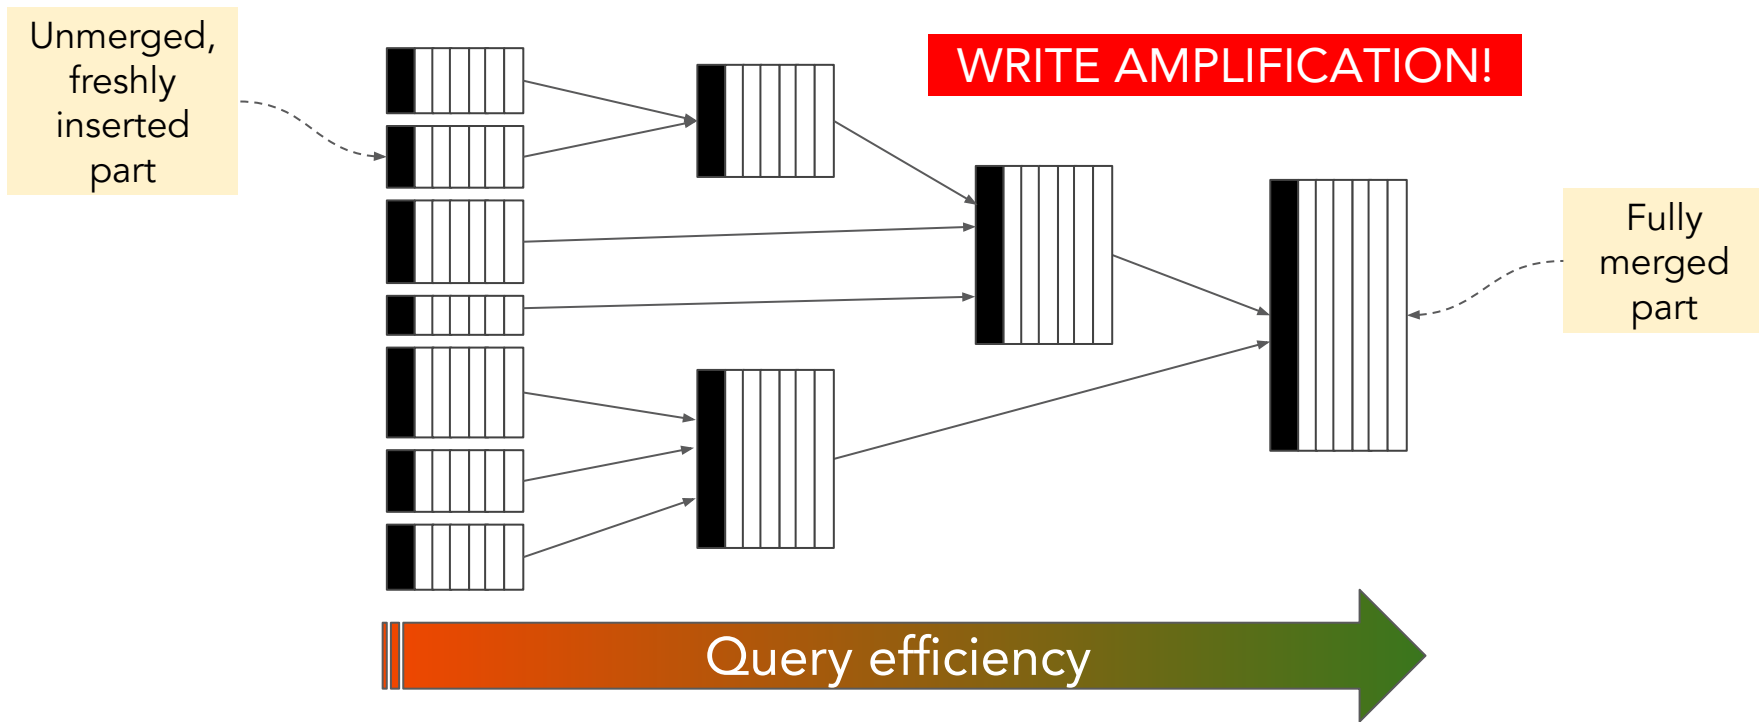 Unmerged,
freshly
inserted
part
WRITE AMPLIFICATION!
Fully
merged
part
Query efficiency